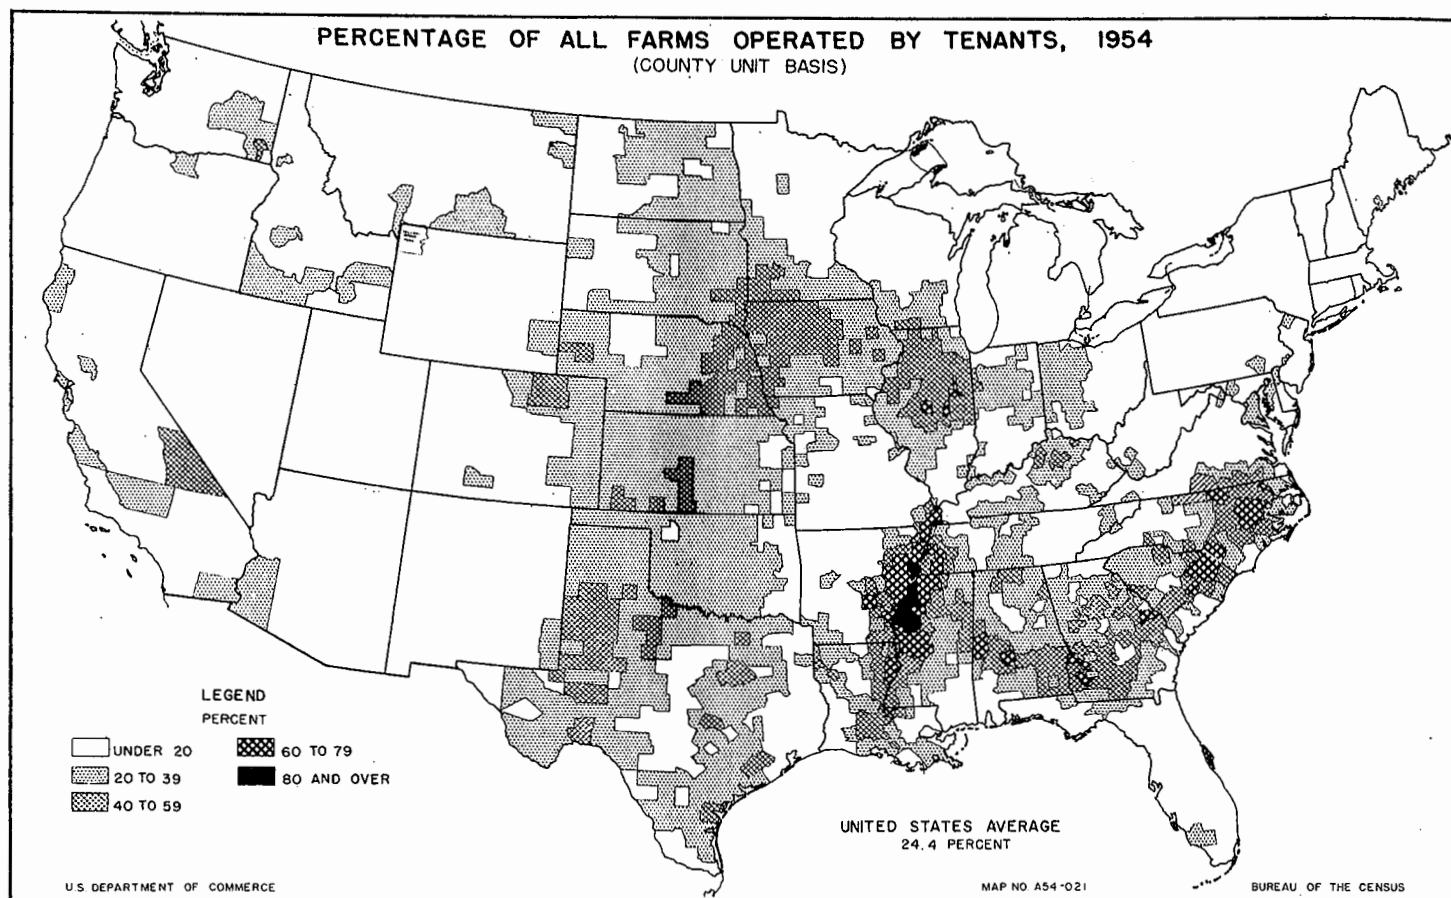 PERCENTAGE OF ALL FARMS OPERATED BY TENANTS, 1954
(COUNTY UNIT BASIS)
LEGEND
PERCENT
UNDER 20
20 TO 39
40 TO 59
60 TO 79
80 AND OVER
UNITED STATES AVERAGE
24.4 PERCENT
U.S. DEPARTMENT OF COMMERCE
MAP NO. A54-021
BUREAU OF THE CENSUS